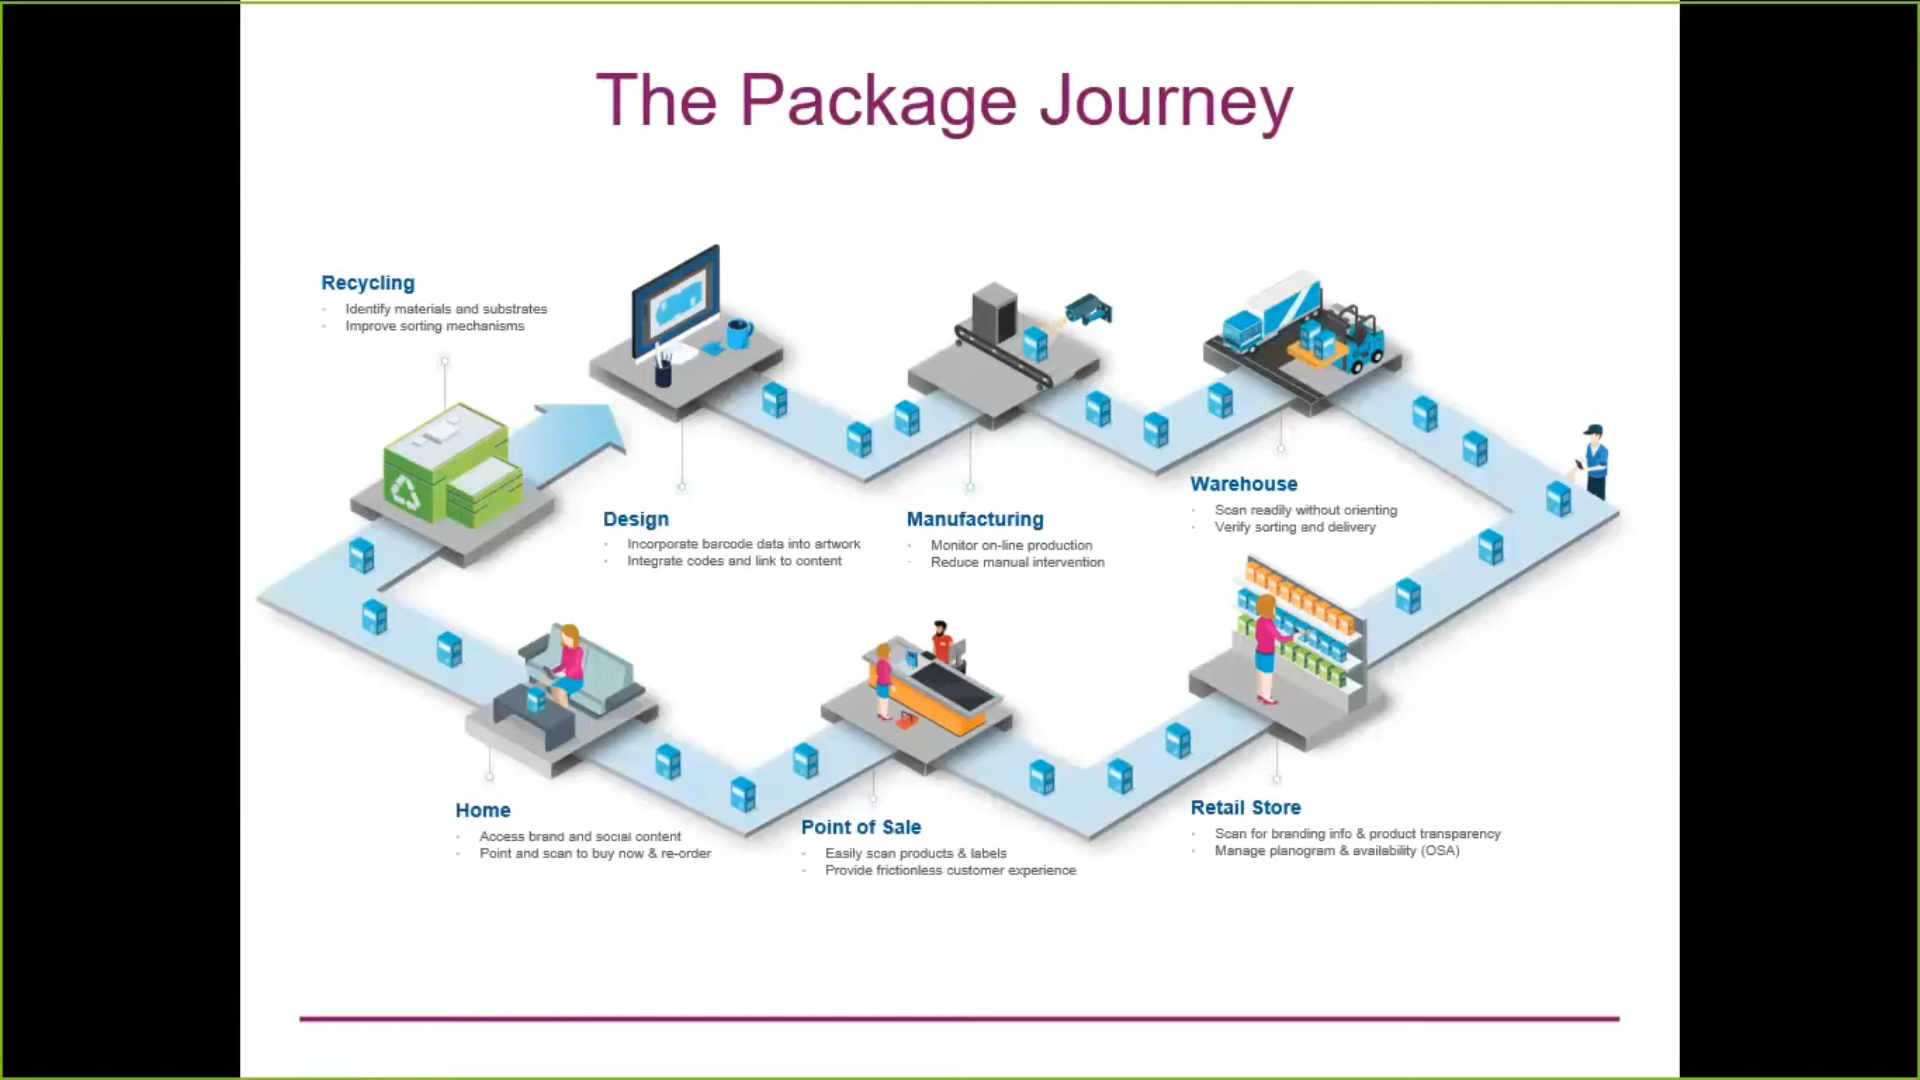 The Package Journey
Recycling
- Identify materials and substrates
- Improve sorting mechanisms
Design
- Incorporate barcode data into artwork
- Integrate codes and link to content
Manufacturing
- Monitor on-line production
- Reduce manual intervention
Warehouse
- Scan readily without orienting
- Verify sorting and delivery
Home
- Access brand and social content
- Point and scan to buy now & re-order
Point of Sale
- Easily scan products & labels
- Provide frictionless customer experience
Retail Store
- Scan for branding info & product transparency
- Manage planogram & availability (OSA)